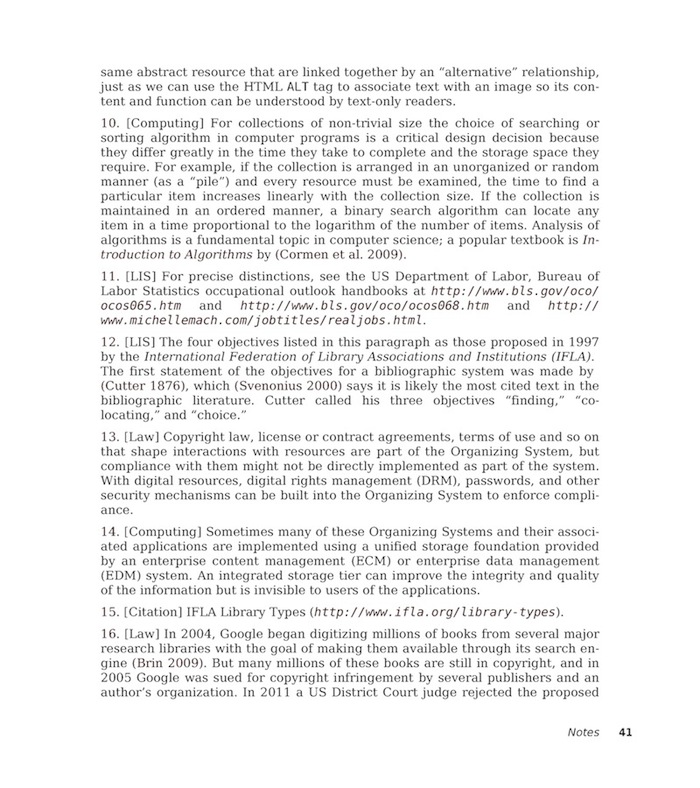 same abstract resource that are linked together by an “alternative” relationship,
just as we can use the HTML ALT tag to associate text with an image so its con-
tent and function can be understood by text-only readers.
10. [Computing] For collections of non-trivial size the choice of searching or
sorting algorithm in computer programs is a critical design decision because
they differ greatly in the time they take to complete and the storage space they
require. For example, if the collection is arranged in an unorganized or random
manner (as a “pile”) and every resource must be examined, the time to find a
particular item increases linearly with the collection size. If the collection is
maintained in an ordered manner, a binary search algorithm can locate any
item in a time proportional to the logarithm of the number of items. Analysis of
algorithms is a fundamental topic in computer science; a popular textbook is In-
troduction to Algorithms by (Cormen et al. 2009).
11. [LIS] For precise distinctions, see the US Department of Labor, Bureau of
Labor Statistics occupational outlook handbooks at http://www.bls.gov/oco/
ocos065.htm and http://www.bls.gov/oco/ocos068.htm and http://
www.michellemach.com/jobtitles/realjobs.html.
12. [LIS] The four objectives listed in this paragraph as those proposed in 1997
by the International Federation of Library Associations and Institutions (IFLA).
The first statement of the objectives for a bibliographic system was made by
(Cutter 1876), which (Svenonius 2000) says it is likely the most cited text in the
bibliographic literature. Cutter called his three objectives “finding,” “co-
locating,” and “choice.”
13. [Law] Copyright law, license or contract agreements, terms of use and so on
that shape interactions with resources are part of the Organizing System, but
compliance with them might not be directly implemented as part of the system.
With digital resources, digital rights management (DRM), passwords, and other
security mechanisms can be built into the Organizing System to enforce compli-
ance.
14. [Computing] Sometimes many of these Organizing Systems and their associ-
ated applications are implemented using a unified storage foundation provided
by an enterprise content management (ECM) or enterprise data management
(EDM) system. An integrated storage tier can improve the integrity and quality
of the information but is invisible to users of the applications.
15. [Citation] IFLA Library Types (http://www.ifla.org/library-types).
16. [Law] In 2004, Google began digitizing millions of books from several major
research libraries with the goal of making them available through its search en-
gine (Brin 2009). But many millions of these books are still in copyright, and in
2005 Google was sued for copyright infringement by several publishers and an
author’s organization. In 2011 a US District Court judge rejected the proposed
Notes 41